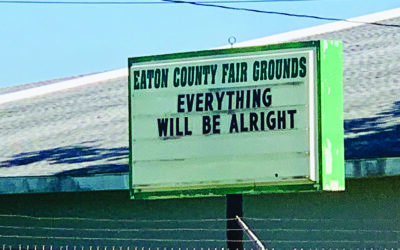 EATON COUNTY FAIR GROUNDS
EVERYTHING
WILL BE ALRIGHT